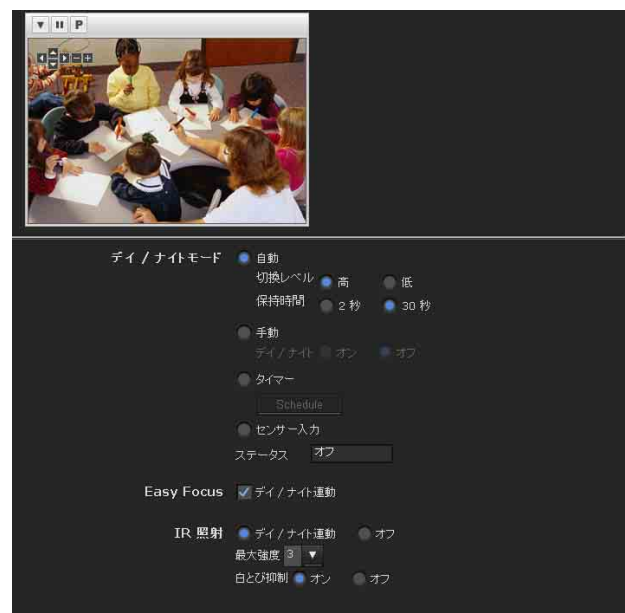 P
デイ / ナイトモード 自動
切換レベル 高 低
保持時間 2 秒 30 秒
手動
デイ / ナイト オン オフ
タイマー
Schedule
センサー入力
ステータス オフ
Easy Focus デイ / ナイト連動
IR 照射 デイ / ナイト連動 オフ
最大強度 3
白とび抑制 オン オフ